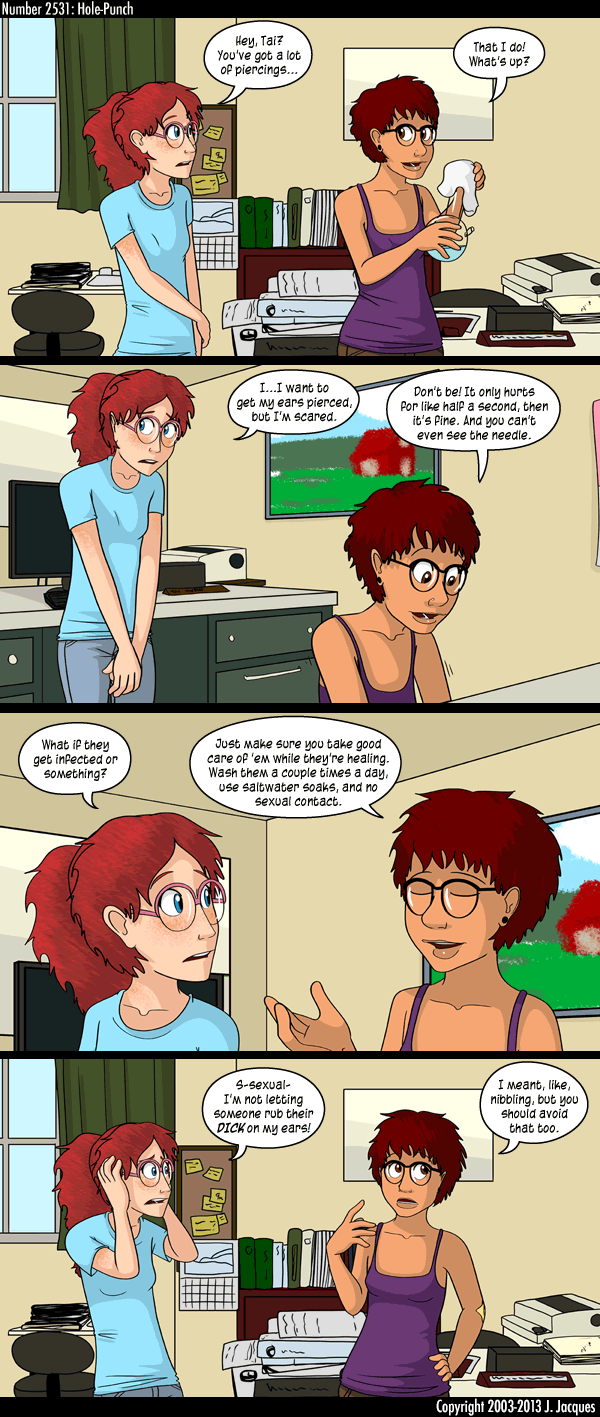 Number 2531: Hole-Punch
Hey, Tai?
You've got a lot
of piercings...
That I do!
What's up?
I...I want to
get my ears pierced,
but I'm scared.
Don't be! It only hurts
for like half a second, then
it's fine. And you can't
even see the needle.
What if they
get infected or
something?
Just make sure you take good
care of 'em while they're healing.
Wash them a couple times a day,
use saltwater soaks, and no
sexual contact.
S-sexual-
I'm not letting
someone rub their
DICK on my ears!
I meant, like,
nibbling, but you
should avoid
that too.
Copyright 2003-2013 J. Jacques